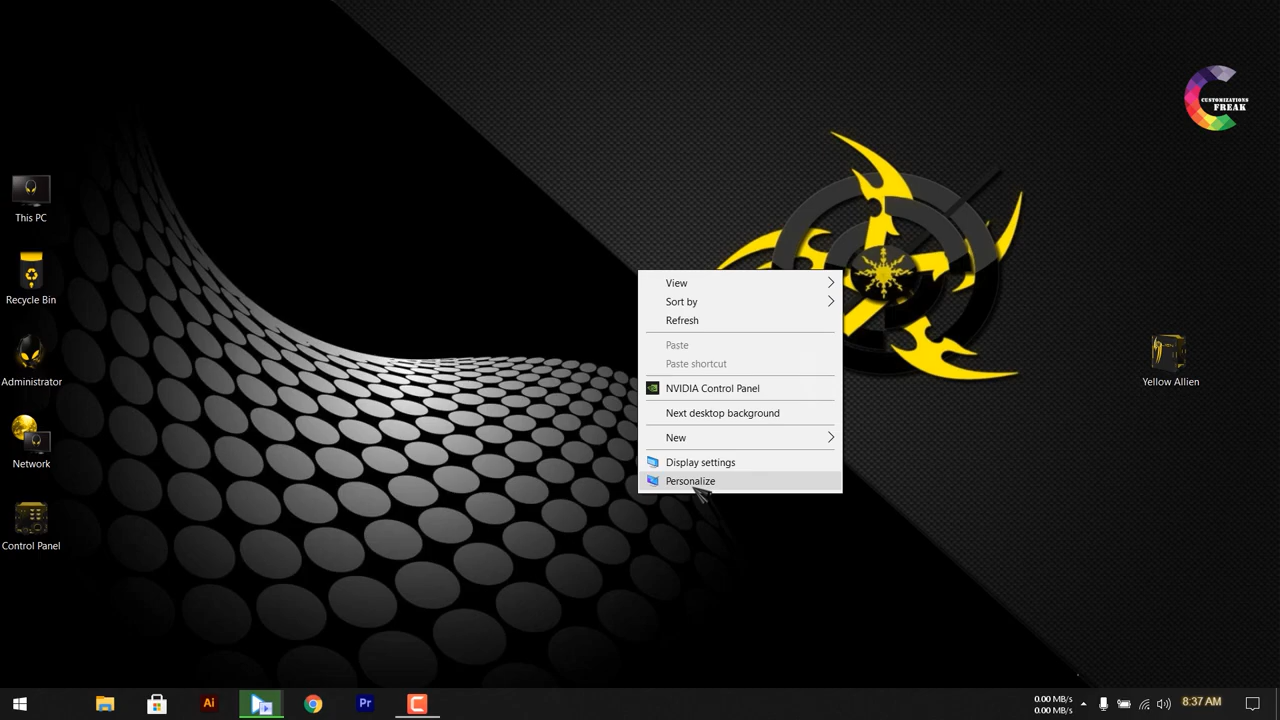 CUSTOMIZATIONS
FREAK
This PC
Recycle Bin
Administrator
Network
Control Panel
View
Sort by
Refresh
Paste
Paste shortcut
NVIDIA Control Panel
Next desktop background
New
Display settings
Personalize
Yellow Allien
Ai
Pr
0.00 MB/s
0.00 MB/s
8:37 AM